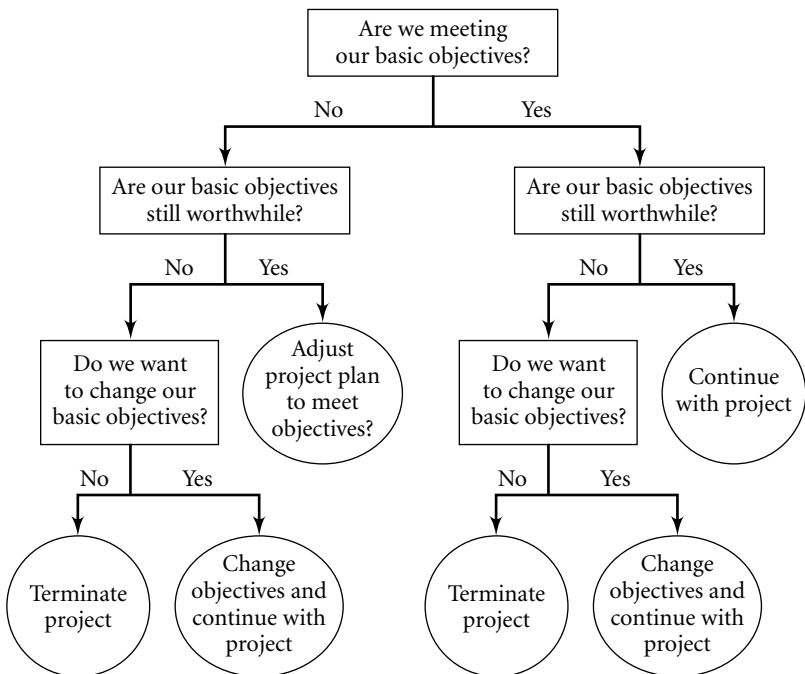 Are we meeting
our basic objectives?
No
Yes
Are our basic objectives
still worthwhile?
Are our basic objectives
still worthwhile?
No
Yes
No
Yes
Do we want
to change our
basic objectives?
Adjust
project plan
to meet
objectives?
Do we want
to change our
basic objectives?
Continue
with project
No
Yes
No
Yes
Terminate
project
Change
objectives and
continue with
project
Terminate
project
Change
objectives and
continue with
project